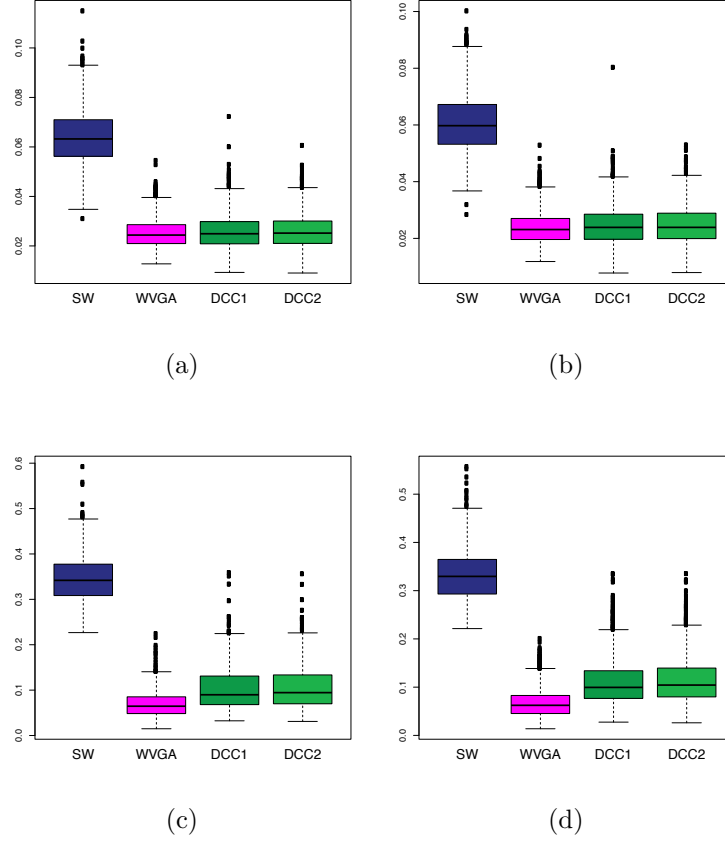 0.02 0.04 0.06 0.08 0.10
SW WVGA DCC1 DCC2
(a)
0.02 0.04 0.06 0.08 0.10
SW WVGA DCC1 DCC2
(b)
0.0 0.1 0.2 0.3 0.4 0.5 0.6
SW WVGA DCC1 DCC2
(c)
0.0 0.1 0.2 0.3 0.4 0.5
SW WVGA DCC1 DCC2
(d)